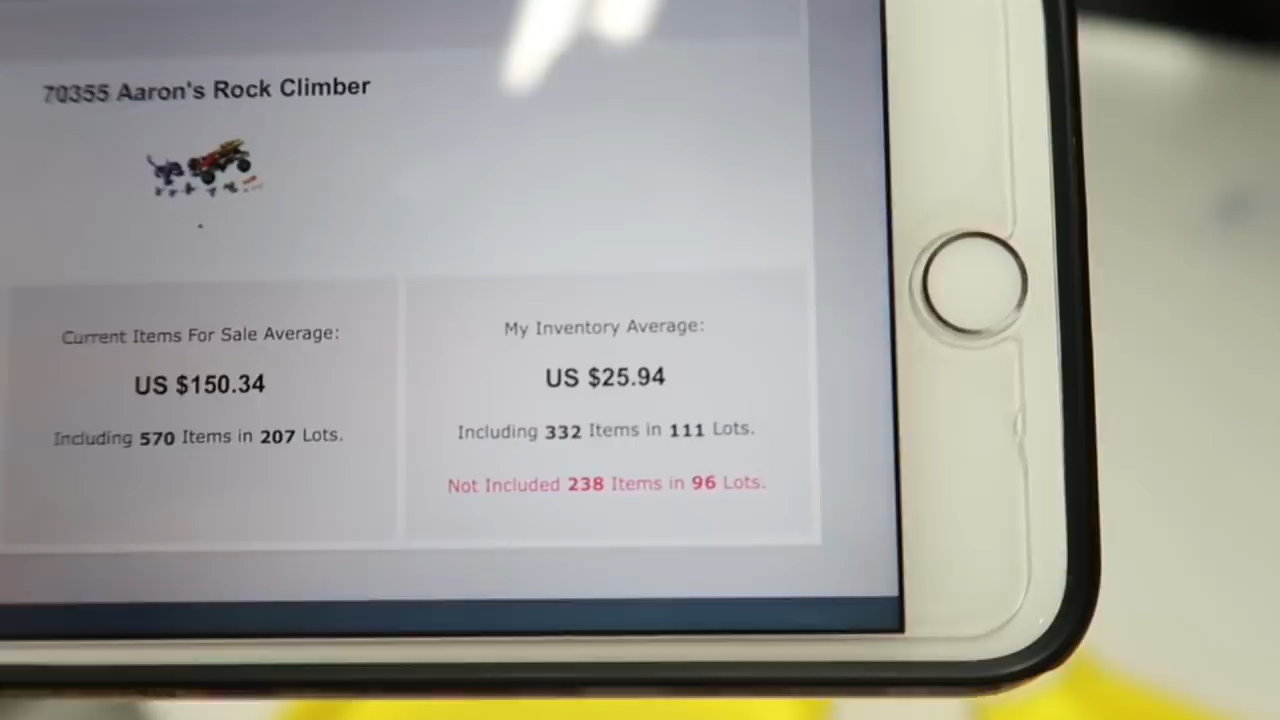 70355 Aaron's Rock Climber
Current Items For Sale Average:
US $150.34
Including 570 Items in 207 Lots.
My Inventory Average:
US $25.94
Including 332 Items in 111 Lots.
Not Included 238 Items in 96 Lots.